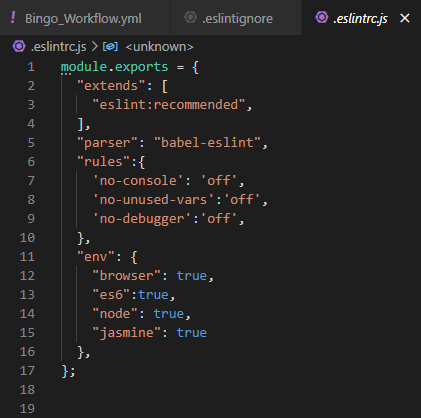 ! Bingo_Workflow.yml .eslintignore .eslintrc.js ×
.eslintrc.js > <unknown>
1 module.exports = {
2 "extends": [
3 "eslint:recommended",
4 ],
5 "parser": "babel-eslint",
6 "rules":{
7 'no-console': 'off',
8 'no-unused-vars':'off',
9 'no-debugger':'off',
10 },
11 "env": {
12 "browser": true,
13 "es6":true,
14 "node": true,
15 "jasmine": true
16 },
17 };
18
19